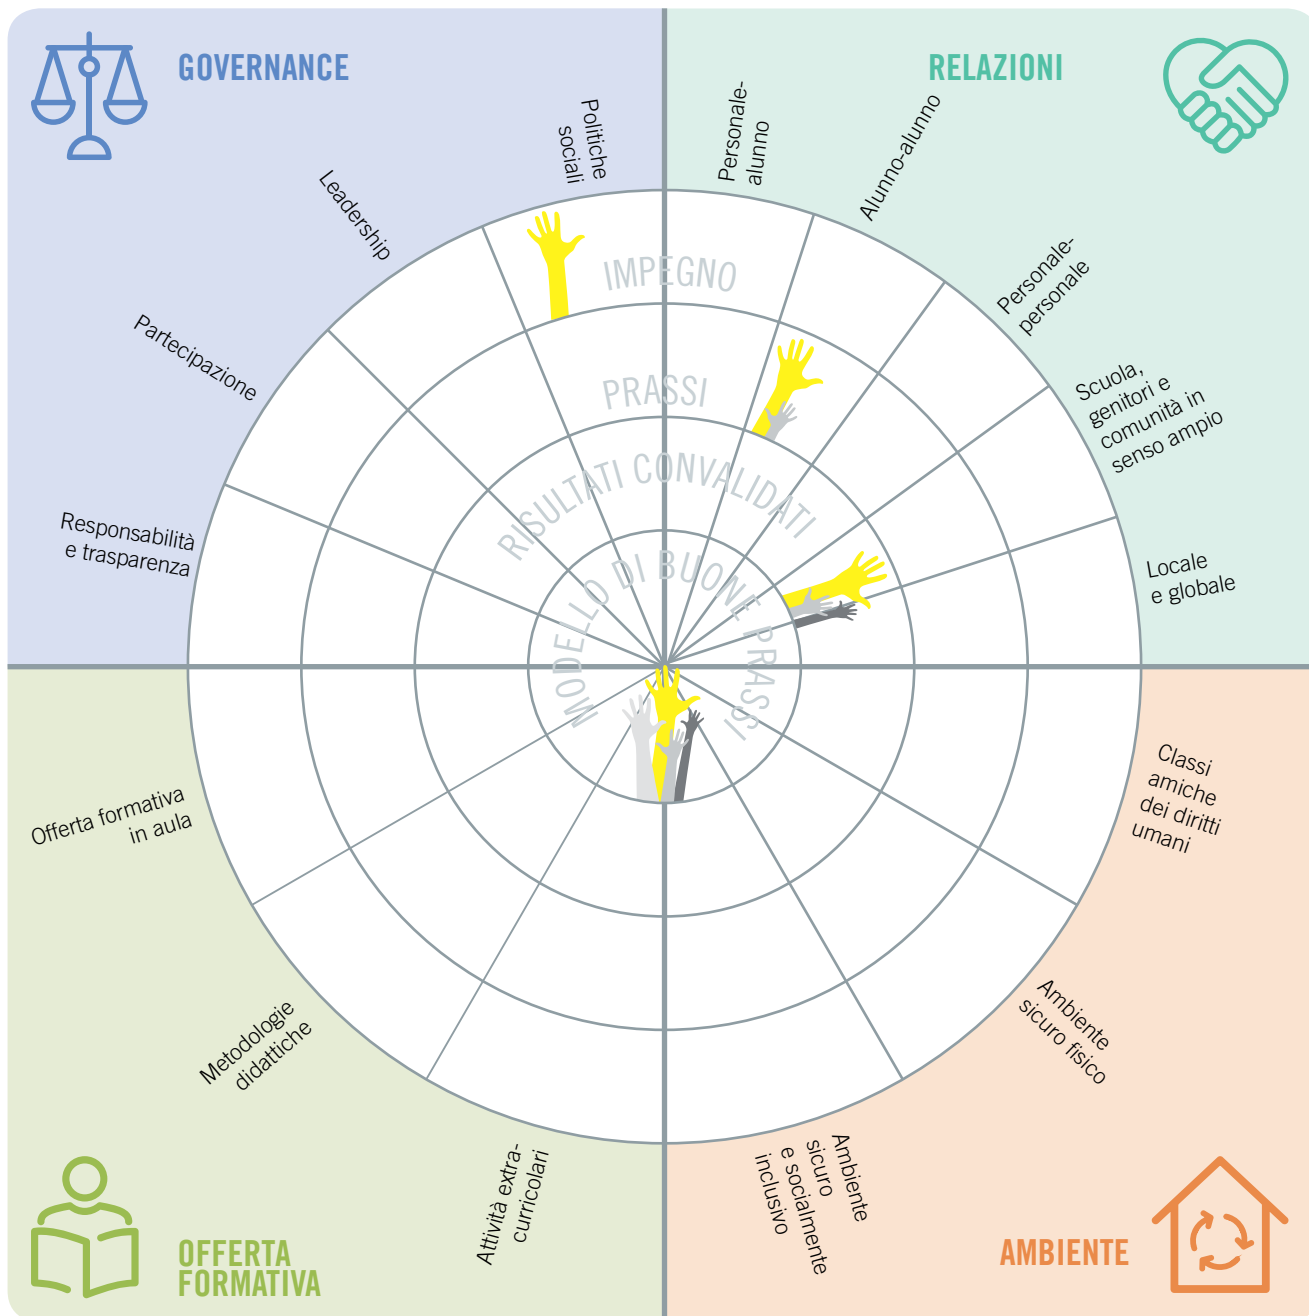 GOVERNANCE
Politiche
sociali
Leadership
Partecipazione
Responsabilità
e trasparenza
RELAZIONI
Personale-
alunno
Alunno-alunno
Personale-
personale
Scuola,
genitori e
comunità in
senso ampio
Locale
e globale
IMPEGNO
PRASSI
RISULTATI CONVALIDATI
MODELLO DI BUONE PRASSI
Offerta formativa
in aula
Metodologie
didattiche
Attività extra-
curricolari
OFFERTA
FORMATIVA
Classi
amiche
dei diritti
umani
Ambiente
sicuro fisico
Ambiente
sicuro
e socialmente
inclusivo
AMBIENTE